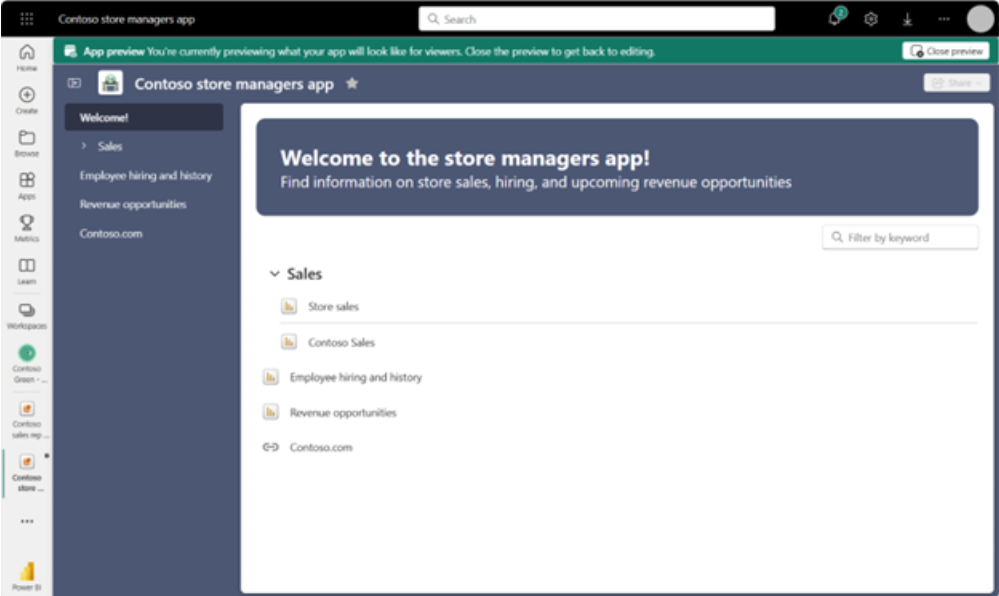 Contoso store managers app
Search
2
Home
App preview You're currently previewing what your app will look like for viewers. Close the preview to get back to editing.
Close preview
Create
Contoso store managers app
Share
Browse
Apps
Metrics
Learn
Workspaces
Contoso
Green - ...
Contoso
sales rep ...
Contoso
store ...
Power BI
Welcome!
Sales
Employee hiring and history
Revenue opportunities
Contoso.com
Welcome to the store managers app!
Find information on store sales, hiring, and upcoming revenue opportunities
Filter by keyword
Sales
Store sales
Contoso Sales
Employee hiring and history
Revenue opportunities
Contoso.com